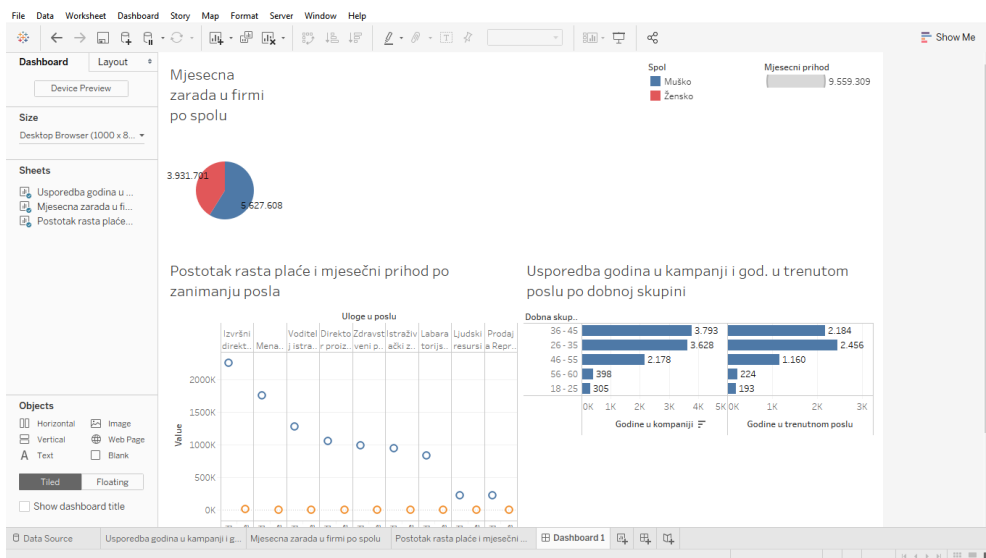 File Data Worksheet Dashboard Story Map Format Server Window Help
Show Me
Dashboard Layout
Device Preview
Size
Desktop Browser (1000 x 8...
Sheets
Usporedba godina u ...
Mjesecna zarada u fi...
Postotak rasta plaće...
Objects
Horizontal Image
Vertical Web Page
Text Blank
Tiled Floating
Show dashboard title
Mjesecna
zarada u firmi
po spolu
3.931.701
5.627.608
Spol
Muško
Žensko
Mjesecni prihod
9.559.309
Postotak rasta plaće i mjesečni prihod po
zanimanju posla
Uloge u poslu
Izvršni Voditel Direkto Zdravst Istraživ Labara Ljudski Prodaj
direkt.. Mena.. j istra.. r proiz.. veni p.. ački z.. torijs.. resursi a Repr..
2000K
1500K
1000K
500K
0K
Value
Usporedba godina u kampanji i god. u trenutom
poslu po dobnoj skupini
Dobna skup..
36 - 45 3.793 2.184
26 - 35 3.628 2.456
46 - 55 2.178 1.160
56 - 60 398 224
18 - 25 305 193
0K 1K 2K 3K 4K 5K 0K 1K 2K 3K
Godine u kompaniji Godine u trenutnom poslu
Data Source Usporedba godina u kampanji i g... Mjesecna zarada u firmi po spolu Postotak rasta plaće i mjesečni ... Dashboard 1